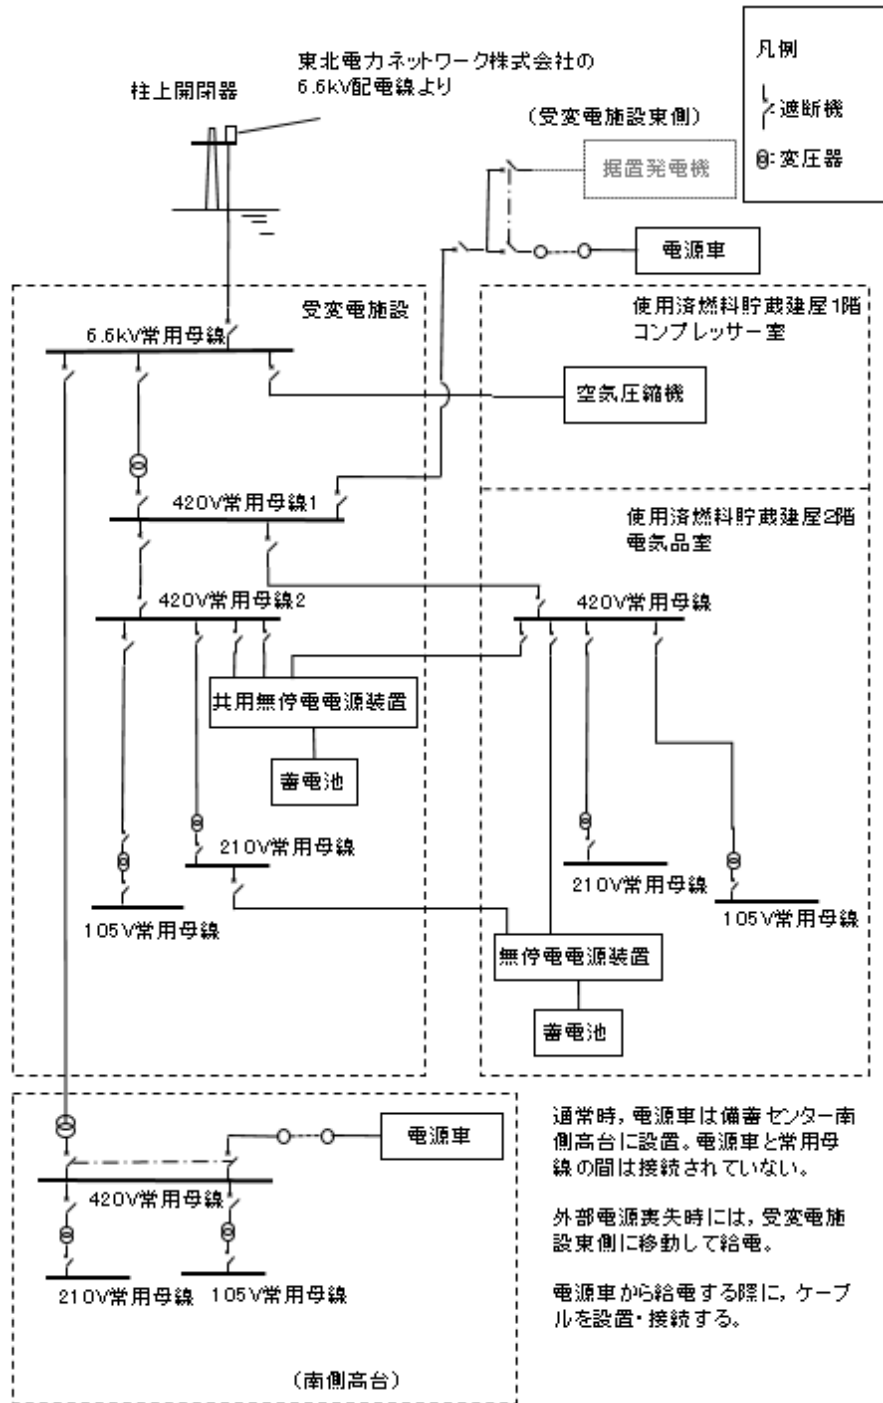 東北電力ネットワーク株式会社の
6.6kV配電線より
柱上開閉器
凡例
:遮断機
:変圧器
(受変電施設東側)
据置発電機
電源車
受変電施設
6.6kV常用母線
使用済燃料貯蔵建屋1階
コンプレッサー室
空気圧縮機
420V常用母線1
使用済燃料貯蔵建屋2階
電気品室
420V常用母線2
420V常用母線
共用無停電電源装置
蓄電池
210V常用母線
105V常用母線
210V常用母線
105V常用母線
無停電電源装置
蓄電池
電源車
420V常用母線
210V常用母線
105V常用母線
(南側高台)
通常時,電源車は備蓄センター南
側高台に設置。電源車と常用母
線の間は接続されていない。
外部電源喪失時には,受変電施
設東側に移動して給電。
電源車から給電する際に,ケーブ
ルを設置・接続する。